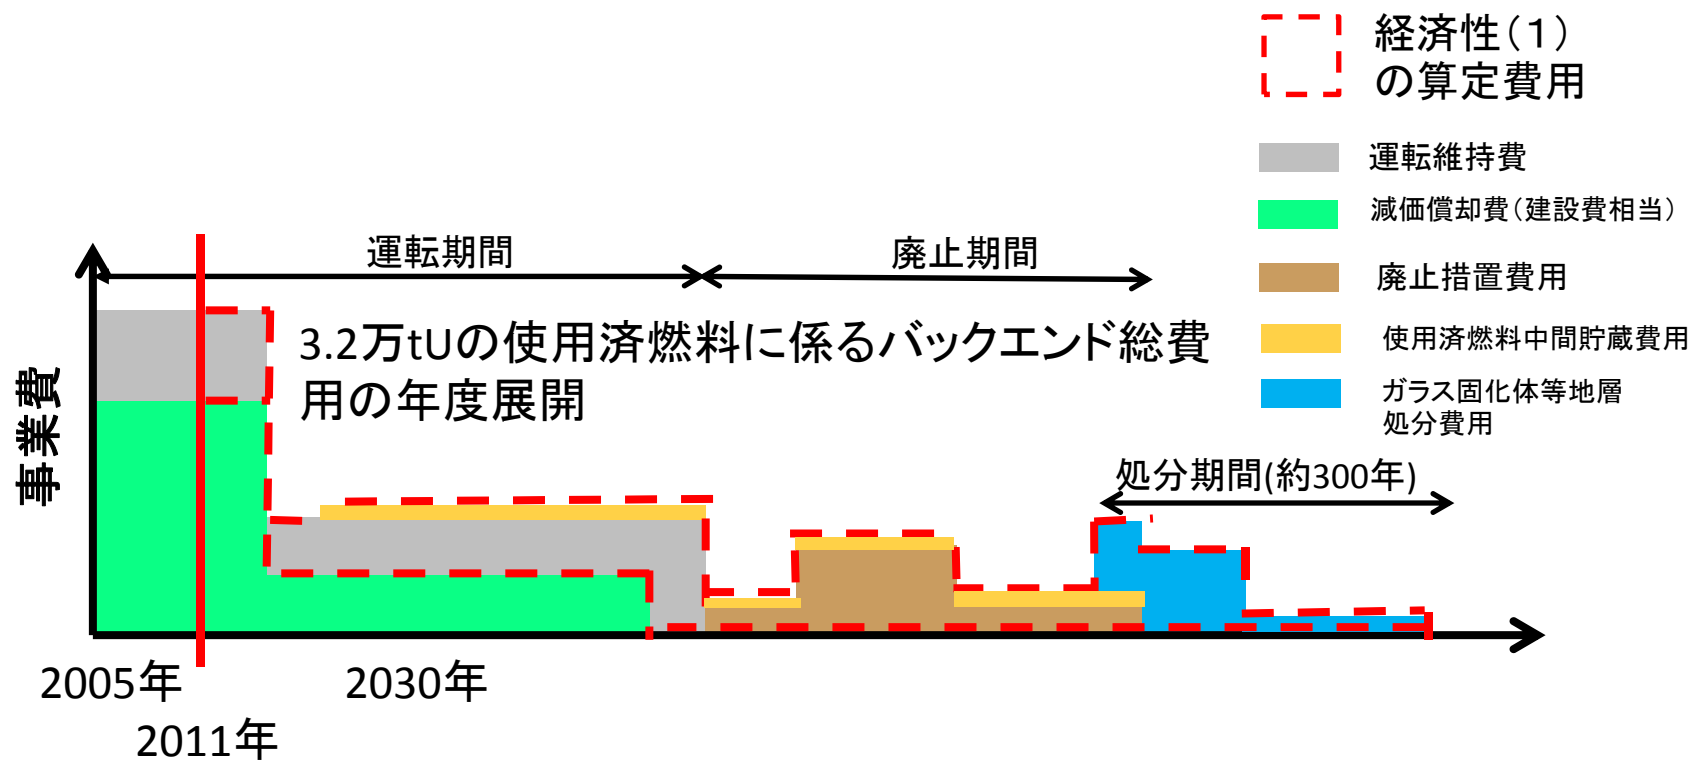 経済性(１)
の算定費用
運転維持費
減価償却費(建設費相当)
廃止措置費用
使用済燃料中間貯蔵費用
ガラス固化体等地層
処分費用
運転期間
廃止期間
3.2万tUの使用済燃料に係るバックエンド総費
用の年度展開
事業費
処分期間(約300年)
2005年
2030年
2011年